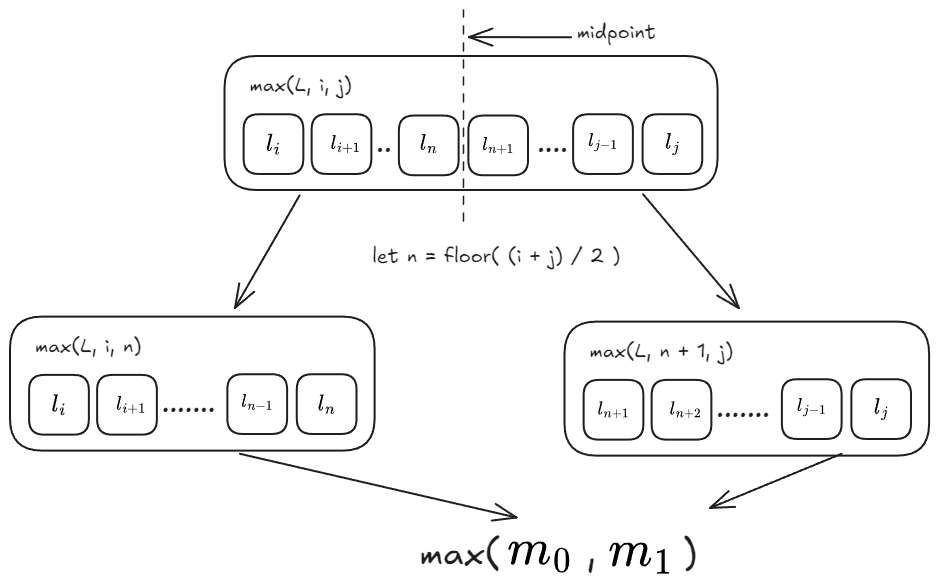 midpoint
max(L, i, j)
l_i l_{i+1} .. l_n l_{n+1} .... l_{j-1} l_j
let n = floor( (i + j) / 2 )
max(L, i, n)
l_i l_{i+1} ....... l_{n-1} l_n
max(L, n + 1, j)
l_{n+1} l_{n+2} ....... l_{j-1} l_j
max( m_0 , m_1 )